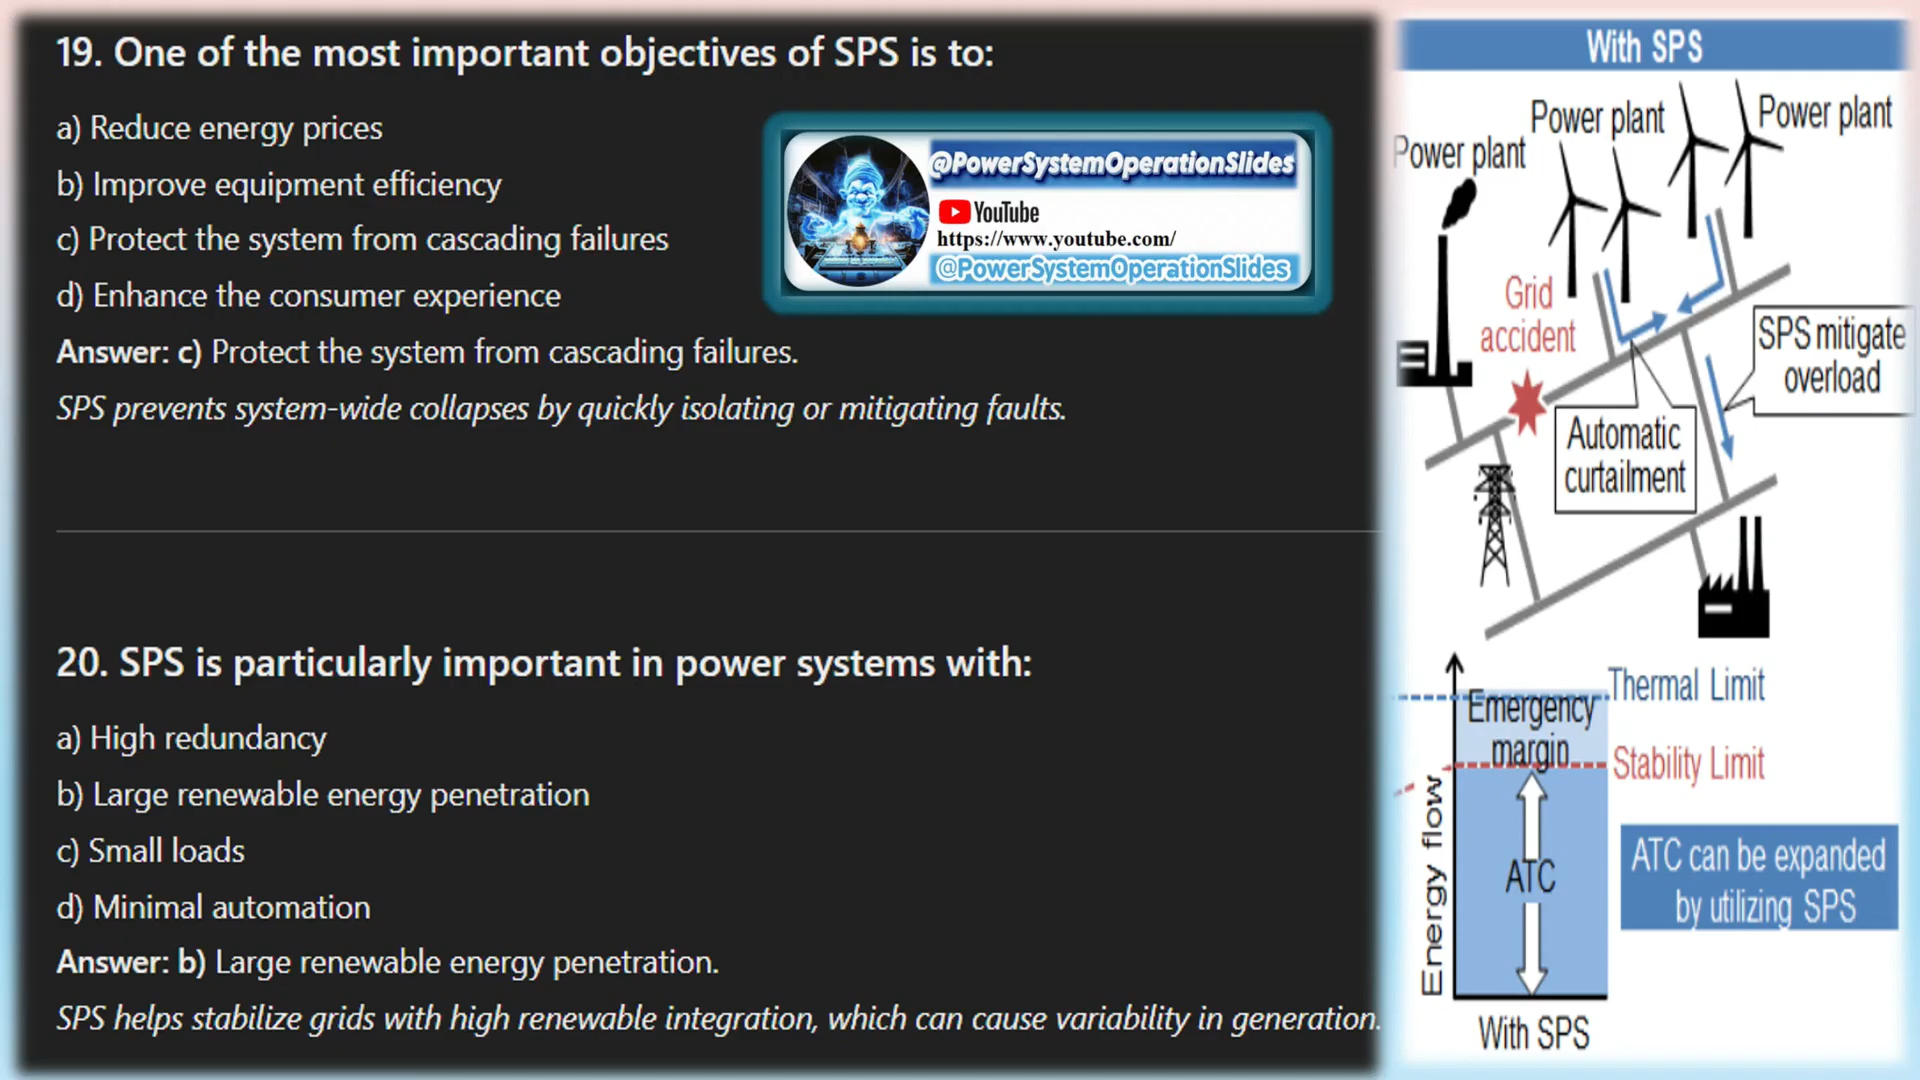 19. One of the most important objectives of SPS is to:
a) Reduce energy prices
b) Improve equipment efficiency
c) Protect the system from cascading failures
d) Enhance the consumer experience
Answer: c) Protect the system from cascading failures.
SPS prevents system-wide collapses by quickly isolating or mitigating faults.
@PowerSystemOperationSlides
YouTube
https://www.youtube.com/
@PowerSystemOperationSlides
20. SPS is particularly important in power systems with:
a) High redundancy
b) Large renewable energy penetration
c) Small loads
d) Minimal automation
Answer: b) Large renewable energy penetration.
SPS helps stabilize grids with high renewable integration, which can cause variability in generation.
With SPS
Power plant
Power plant
Power plant
Grid
accident
SPS mitigate
overload
Automatic
curtailment
Thermal Limit
Emergency
margin
Stability Limit
Energy flow
ATC
ATC can be expanded
by utilizing SPS
With SPS